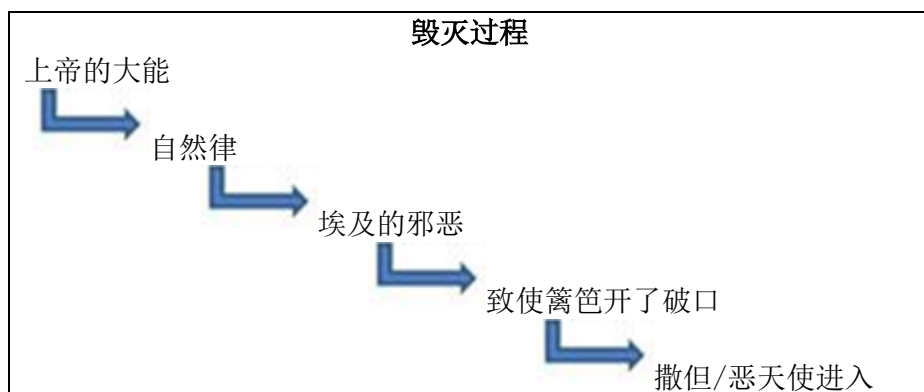 毁灭过程
上帝的大能
自然律
埃及的邪恶
致使篱笆开了破口
撒但/恶天使进入